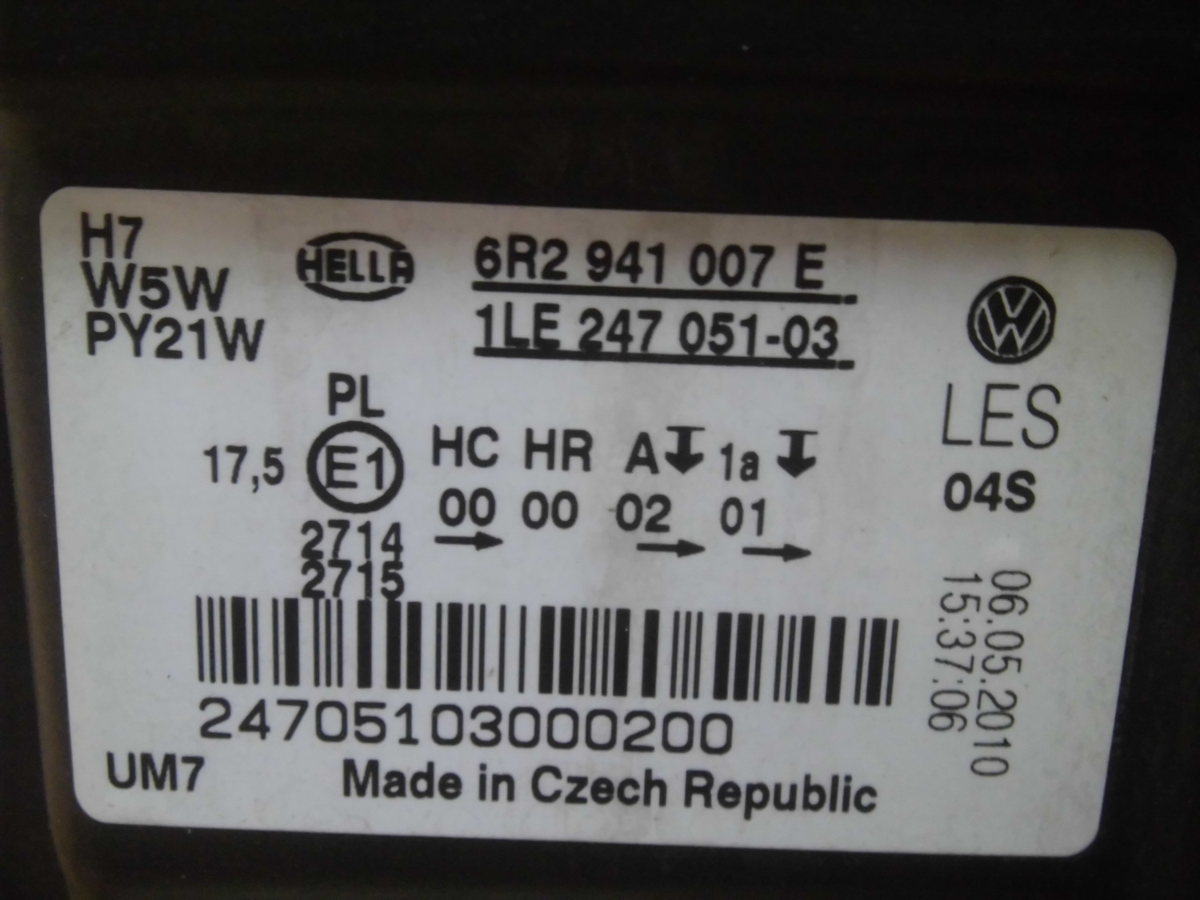 H7
W5W
PY21W
HELLA
6R2 941 007 E
1LE 247 051-03
LES
04S
PL
17,5 E1 HC HR A 1a
00 00 02 01
2714
2715
06.05.2010
15:37:06
24705103000200
UM7 Made in Czech Republic